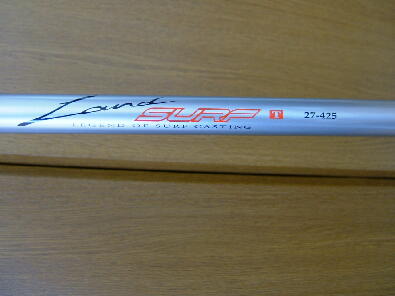 Land SURF T 27-425
LEGEND OF SURF CASTING